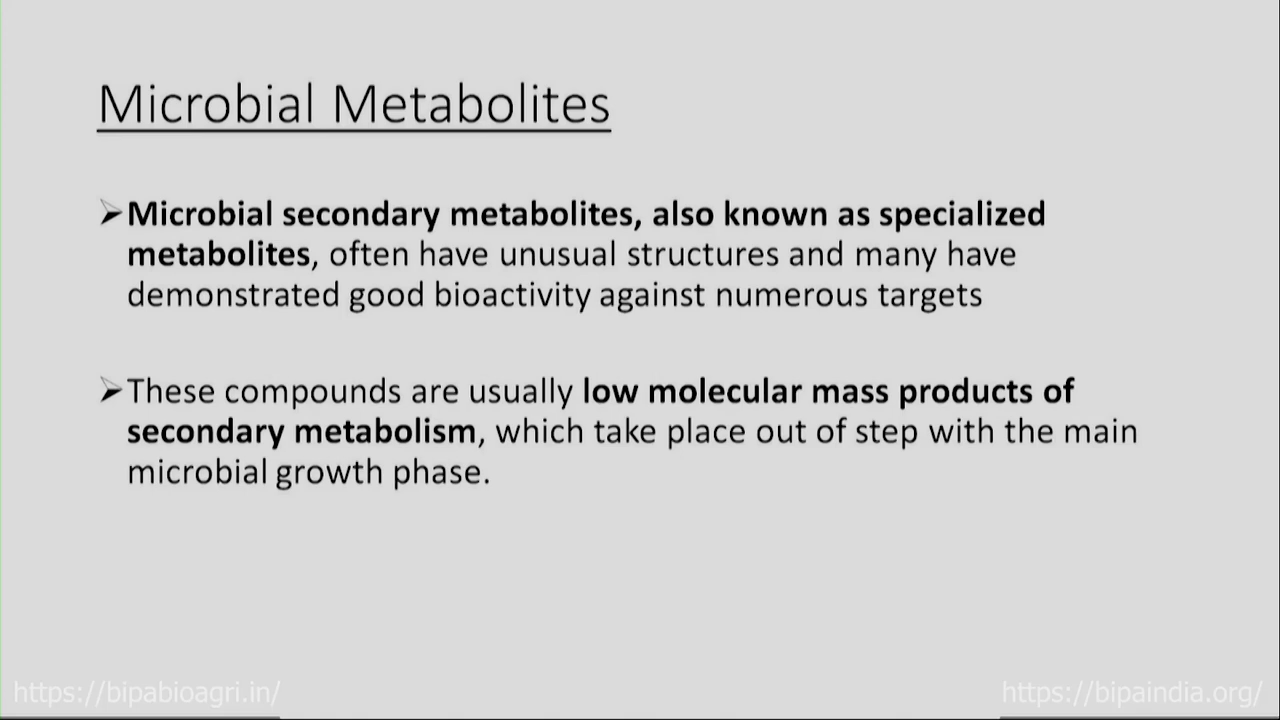 Microbial Metabolites
➢Microbial secondary metabolites, also known as specialized
metabolites, often have unusual structures and many have
demonstrated good bioactivity against numerous targets
➢These compounds are usually low molecular mass products of
secondary metabolism, which take place out of step with the main
microbial growth phase.
https://bipabioagri.in/
https://bipaindia.org/